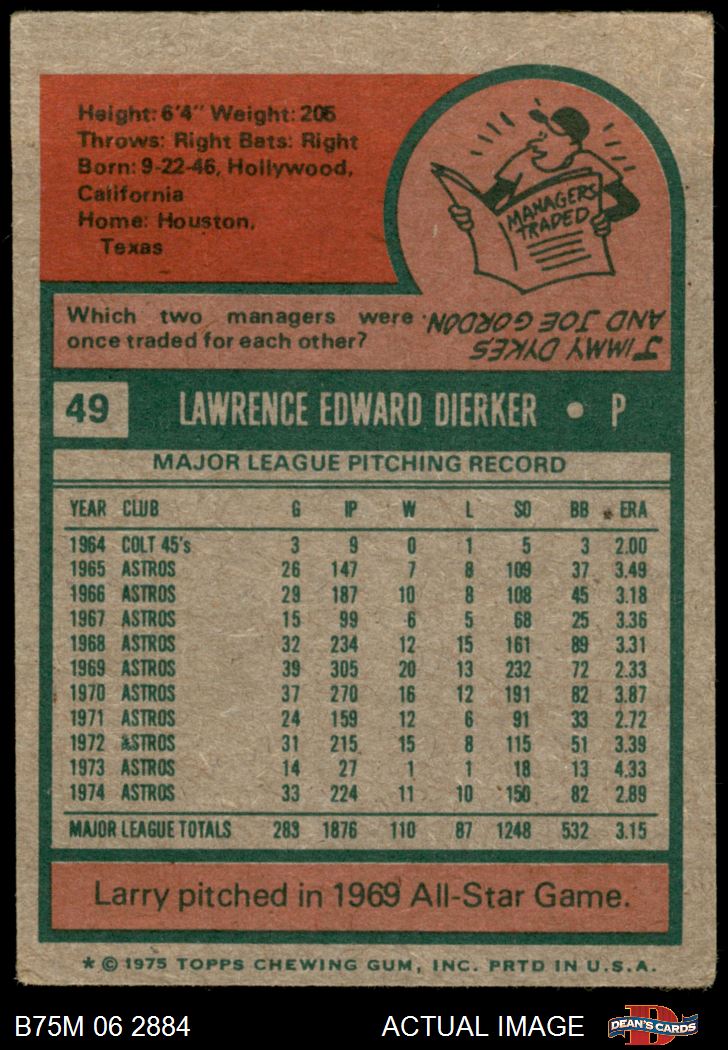 Height: 6'4" Weight: 205
Throws: Right Bats: Right
Born: 9-22-46, Hollywood,
California
Home: Houston,
Texas
MANAGERS
TRADED
Which two managers were
once traded for each other?
JIMMY DYKES
AND JOE GORDON
49 LAWRENCE EDWARD DIERKER • P
MAJOR LEAGUE PITCHING RECORD
YEAR CLUB G IP W L SO BB ERA
1964 COLT 45's 3 9 0 1 5 3 2.00
1965 ASTROS 26 147 7 8 109 37 3.49
1966 ASTROS 29 187 10 8 108 45 3.18
1967 ASTROS 15 99 6 5 68 25 3.36
1968 ASTROS 32 234 12 15 161 89 3.31
1969 ASTROS 39 305 20 13 232 72 2.33
1970 ASTROS 37 270 16 12 191 82 3.87
1971 ASTROS 24 159 12 6 91 33 2.72
1972 ASTROS 31 215 15 8 115 51 3.39
1973 ASTROS 14 27 1 1 18 13 4.33
1974 ASTROS 33 224 11 10 150 82 2.89
MAJOR LEAGUE TOTALS 283 1876 110 87 1248 532 3.15
Larry pitched in 1969 All-Star Game.
* © 1975 TOPPS CHEWING GUM, INC. PRTD IN U.S.A.
B75M 06 2884 ACTUAL IMAGE DEAN'S CARDS